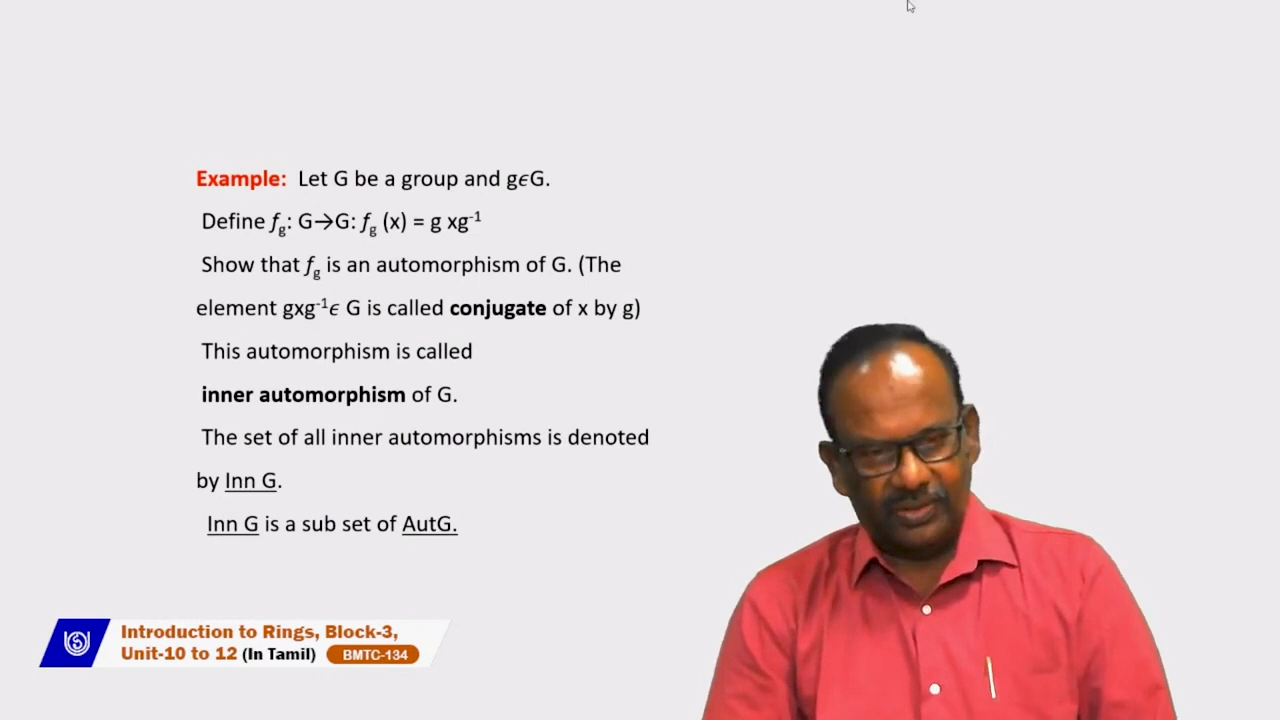 Example: Let G be a group and gϵG.
Define f_g: G→G: f_g (x) = g xg⁻¹
Show that f_g is an automorphism of G. (The
element gxg⁻¹ϵ G is called conjugate of x by g)
This automorphism is called
inner automorphism of G.
The set of all inner automorphisms is denoted
by Inn G.
Inn G is a sub set of AutG.
Introduction to Rings, Block-3,
Unit-10 to 12 (In Tamil) BMTC-134